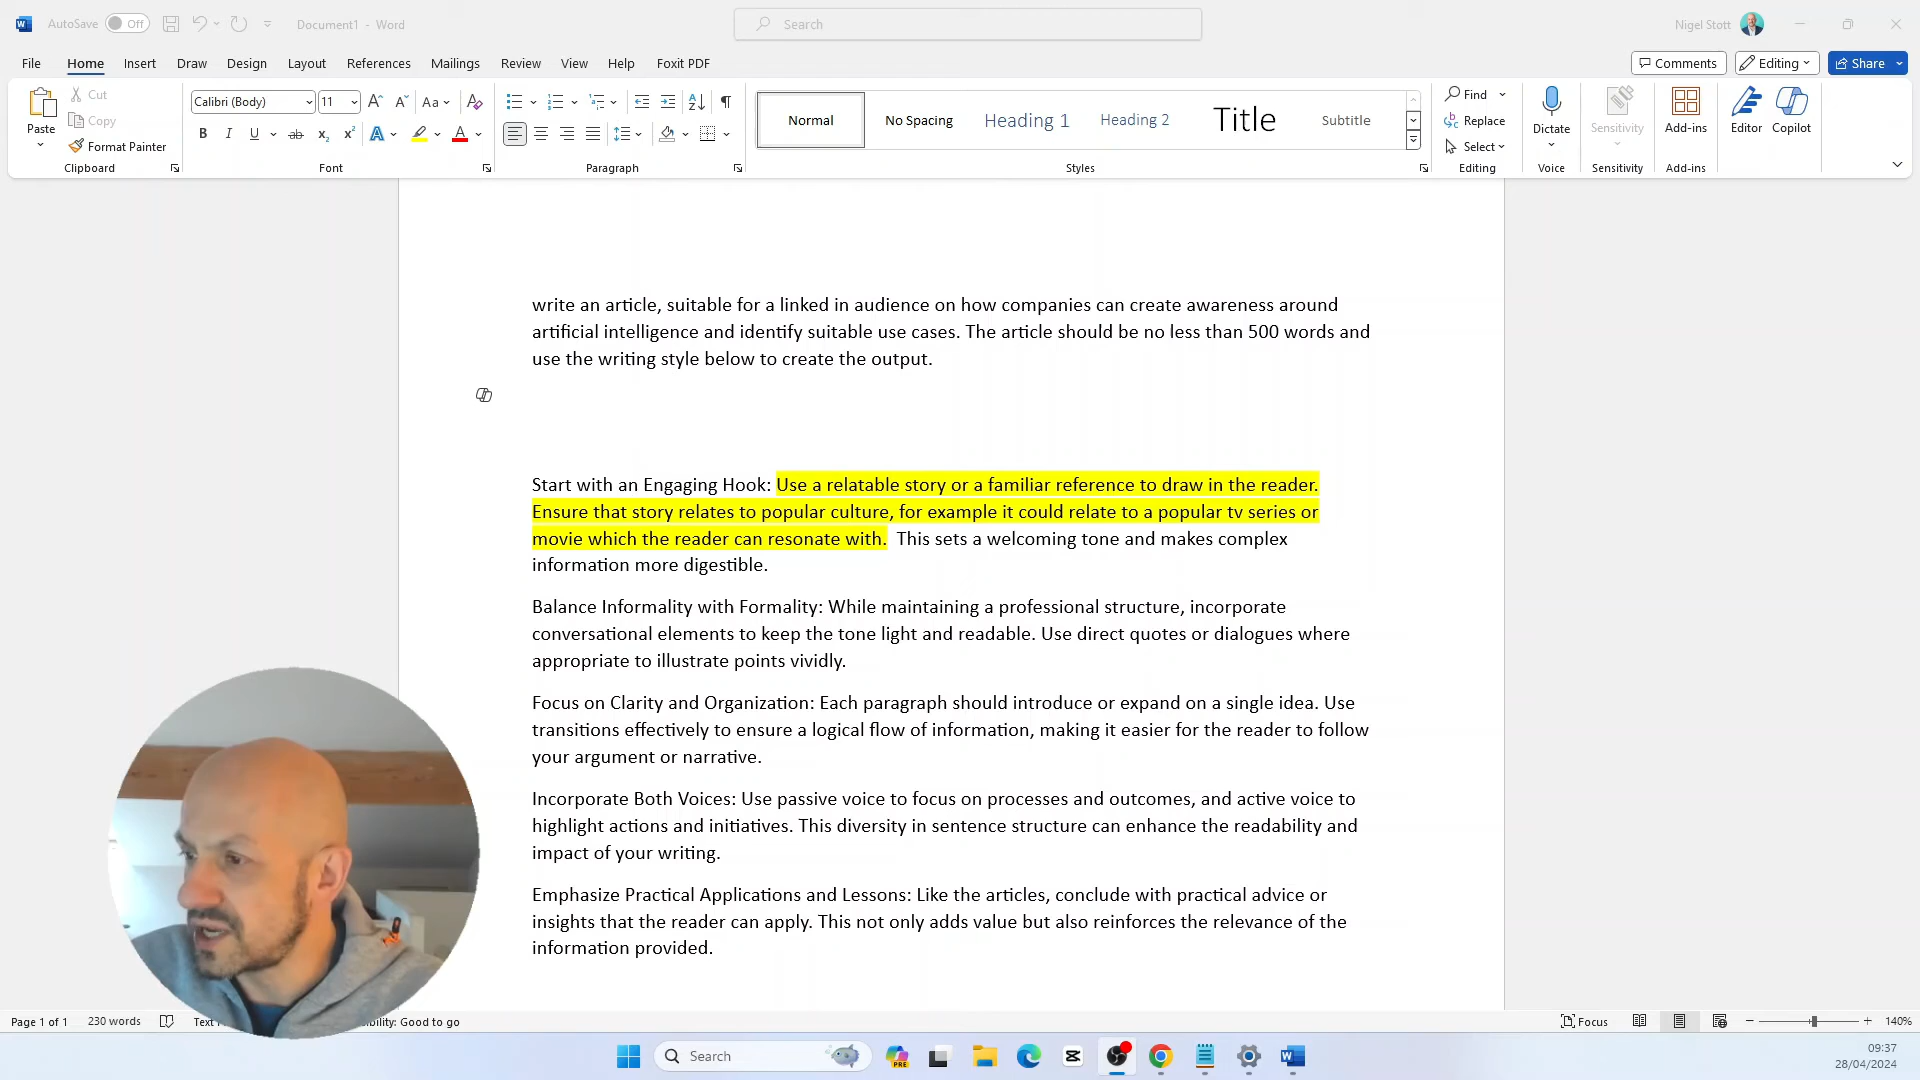 AutoSave Off Document1 - Word Search Nigel Stott
File Home Insert Draw Design Layout References Mailings Review View Help Foxit PDF Comments Editing Share
Paste Cut Copy Format Painter
Clipboard
Calibri (Body) 11
Font
Paragraph
Normal No Spacing Heading 1 Heading 2 Title Subtitle
Styles
Find
Replace
Select
Editing
Dictate
Voice
Sensitivity
Sensitivity
Add-ins
Add-ins
Editor Copilot
write an article, suitable for a linked in audience on how companies can create awareness around
artificial intelligence and identify suitable use cases. The article should be no less than 500 words and
use the writing style below to create the output.
Start with an Engaging Hook: Use a relatable story or a familiar reference to draw in the reader.
Ensure that story relates to popular culture, for example it could relate to a popular tv series or
movie which the reader can resonate with. This sets a welcoming tone and makes complex
information more digestible.
Balance Informality with Formality: While maintaining a professional structure, incorporate
conversational elements to keep the tone light and readable. Use direct quotes or dialogues where
appropriate to illustrate points vividly.
Focus on Clarity and Organization: Each paragraph should introduce or expand on a single idea. Use
transitions effectively to ensure a logical flow of information, making it easier for the reader to follow
your argument or narrative.
Incorporate Both Voices: Use passive voice to focus on processes and outcomes, and active voice to
highlight actions and initiatives. This diversity in sentence structure can enhance the readability and
impact of your writing.
Emphasize Practical Applications and Lessons: Like the articles, conclude with practical advice or
insights that the reader can apply. This not only adds value but also reinforces the relevance of the
information provided.
Page 1 of 1 230 words Text Good to go Focus 140%
Search PRE 09:37
28/04/2024